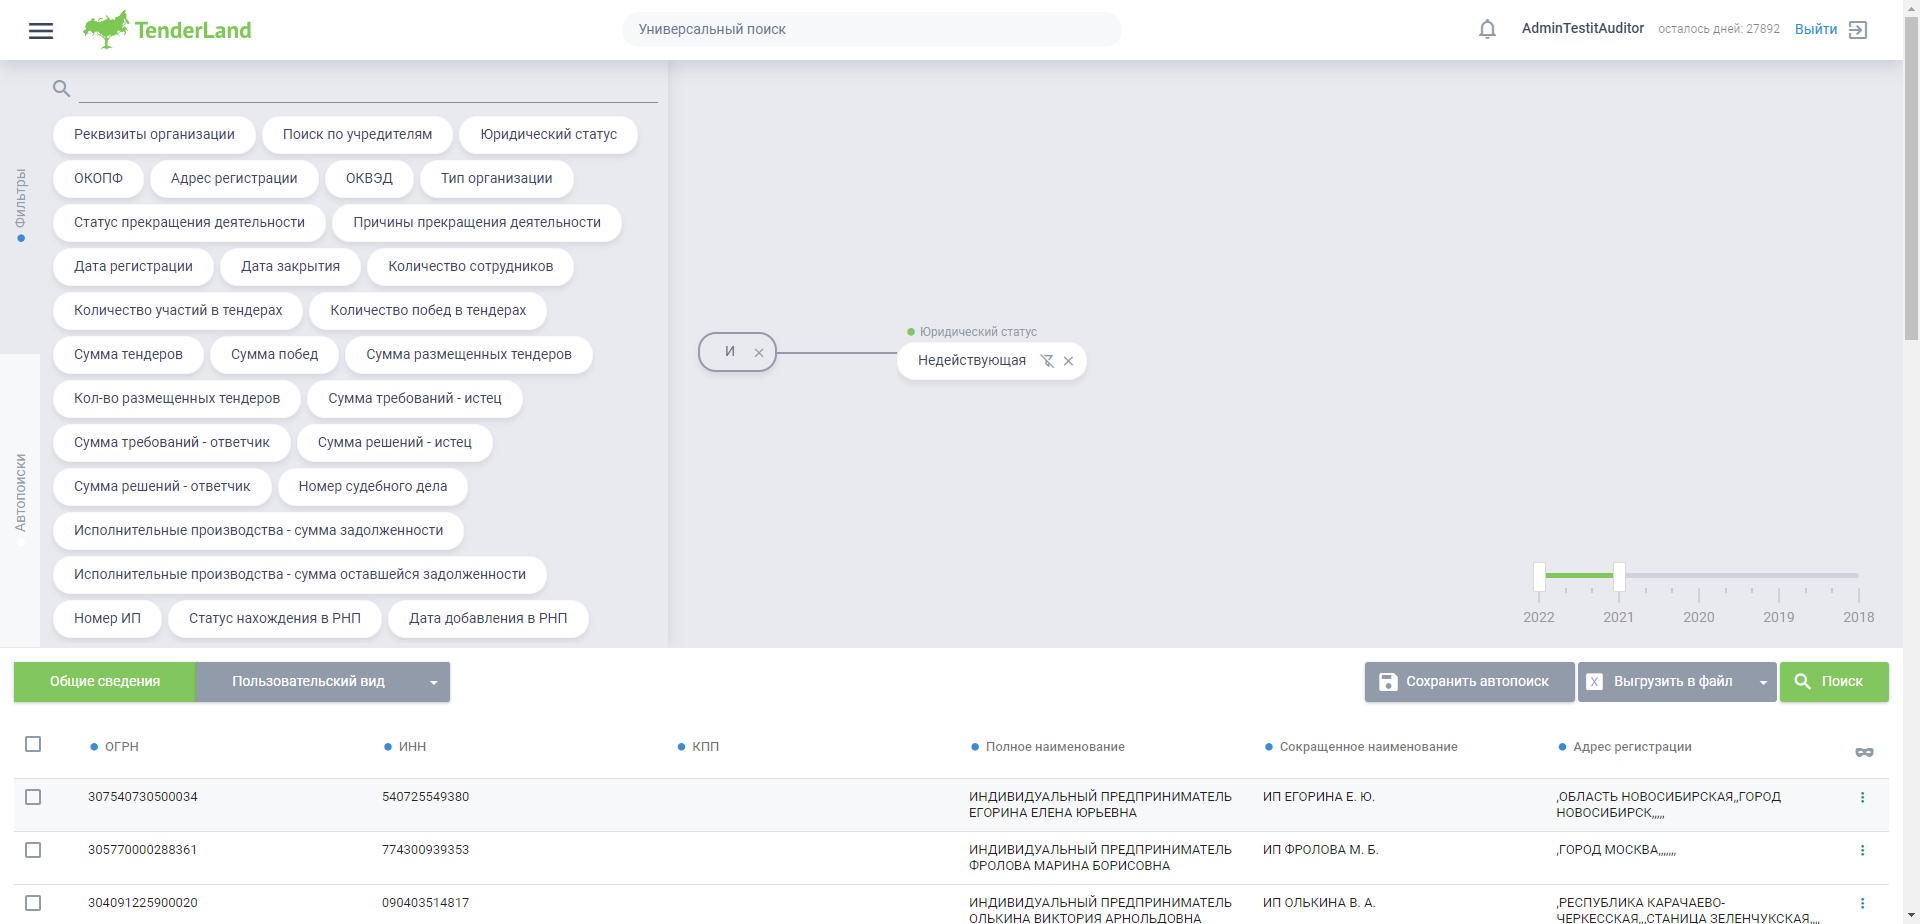 TenderLand
Универсальный поиск
AdminTestitAuditor
осталось дней: 27892
Выйти
Фильтры
Автопоиски
Реквизиты организации
Поиск по учредителям
Юридический статус
ОКОПФ
Адрес регистрации
ОКВЭД
Тип организации
Статус прекращения деятельности
Причины прекращения деятельности
Дата регистрации
Дата закрытия
Количество сотрудников
Количество участий в тендерах
Количество побед в тендерах
Сумма тендеров
Сумма побед
Сумма размещенных тендеров
Кол-во размещенных тендеров
Сумма требований - истец
Сумма требований - ответчик
Сумма решений - истец
Сумма решений - ответчик
Номер судебного дела
Исполнительные производства - сумма задолженности
Исполнительные производства - сумма оставшейся задолженности
Номер ИП
Статус нахождения в РНП
Дата добавления в РНП
И
Юридический статус
Недействующая
2022
2021
2020
2019
2018
Общие сведения
Пользовательский вид
Сохранить автопоиск
X
Выгрузить в файл
Поиск
ОГРН
ИНН
КПП
Полное наименование
Сокращенное наименование
Адрес регистрации
307540730500034
540725549380
ИНДИВИДУАЛЬНЫЙ ПРЕДПРИНИМАТЕЛЬ
ЕГОРИНА ЕЛЕНА ЮРЬЕВНА
ИП ЕГОРИНА Е. Ю.
,ОБЛАСТЬ НОВОСИБИРСКАЯ,,ГОРОД
НОВОСИБИРСК,,,,,
305770000288361
774300939353
ИНДИВИДУАЛЬНЫЙ ПРЕДПРИНИМАТЕЛЬ
ФРОЛОВА МАРИНА БОРИСОВНА
ИП ФРОЛОВА М. Б.
,ГОРОД МОСКВА,,,,,,,
304091225900020
090403514817
ИНДИВИДУАЛЬНЫЙ ПРЕДПРИНИМАТЕЛЬ
ОЛЬКИНА ВИКТОРИЯ АРНОЛЬДОВНА
ИП ОЛЬКИНА В. А.
,РЕСПУБЛИКА КАРАЧАЕВО-
ЧЕРКЕССКАЯ,,,СТАНИЦА ЗЕЛЕНЧУКСКАЯ,,,,